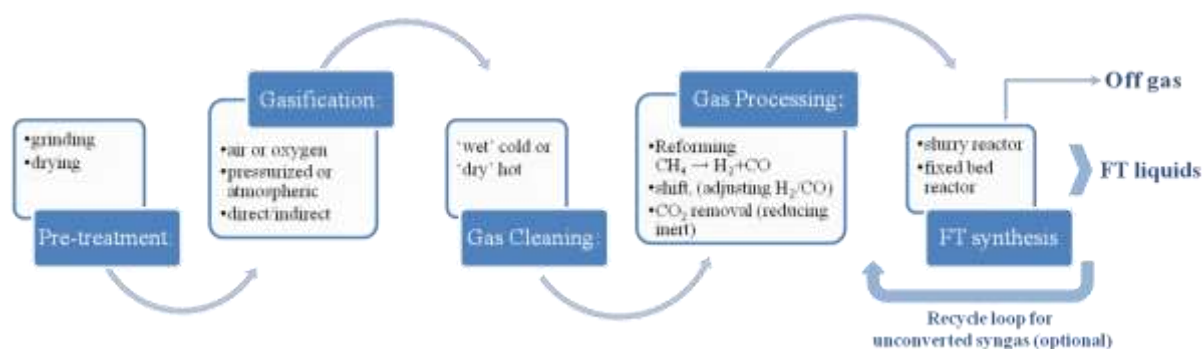 •grinding
•drying
Pre-treatment:
Gasification:
•air or oxygen
•pressurized or
atmospheric
•direct/indirect
'wet' cold or
'dry' hot
Gas Cleaning:
Gas Processing:
•Reforming
CH₄ → H₂+CO
•shift, (adjusting H₂/CO)
•CO₂ removal (reducing
inert)
•slurry reactor
•fixed bed
reactor
FT synthesis
Off gas
FT liquids
Recycle loop for
unconverted syngas (optional)